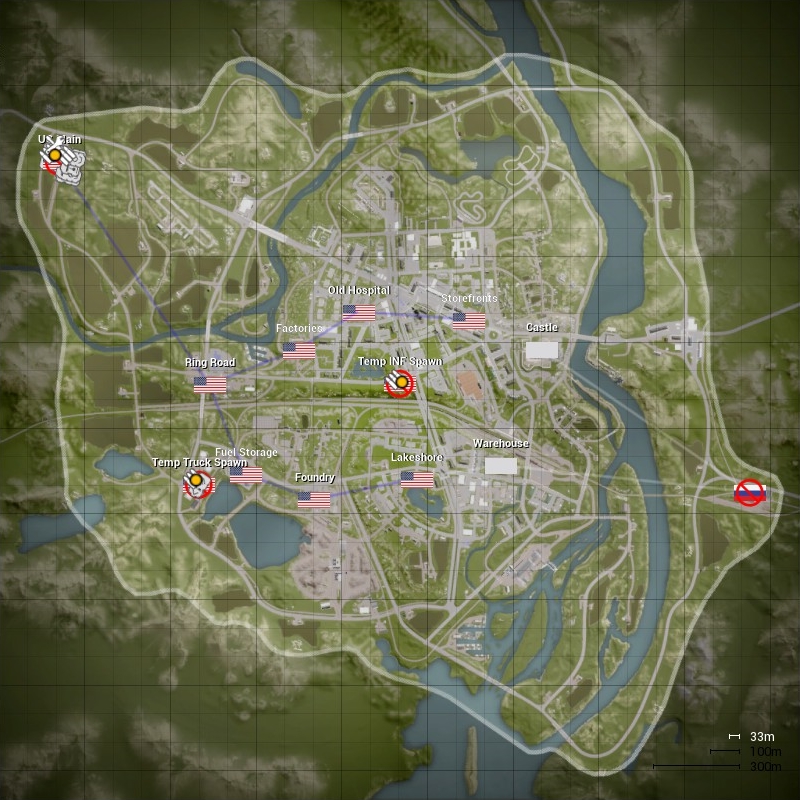 US Main
Old Hospital
Storefronts
Factories
Castle
Ring Road
Temp INF Spawn
Warehouse
Fuel Storage
Lakeshore
Temp Truck Spawn
Foundry
33m
100m
300m